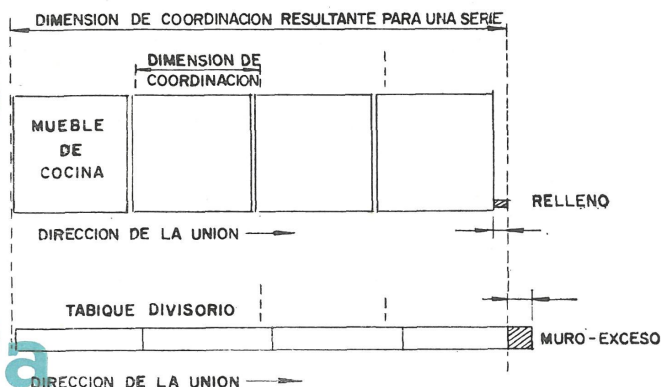 DIMENSION DE COORDINACION RESULTANTE PARA UNA SERIE
DIMENSION DE
COORDINACION
MUEBLE
DE
COCINA
RELLENO
DIRECCION DE LA UNION
TABIQUE DIVISORIO
MURO-EXCESO
a
DIRECCION DE LA UNION